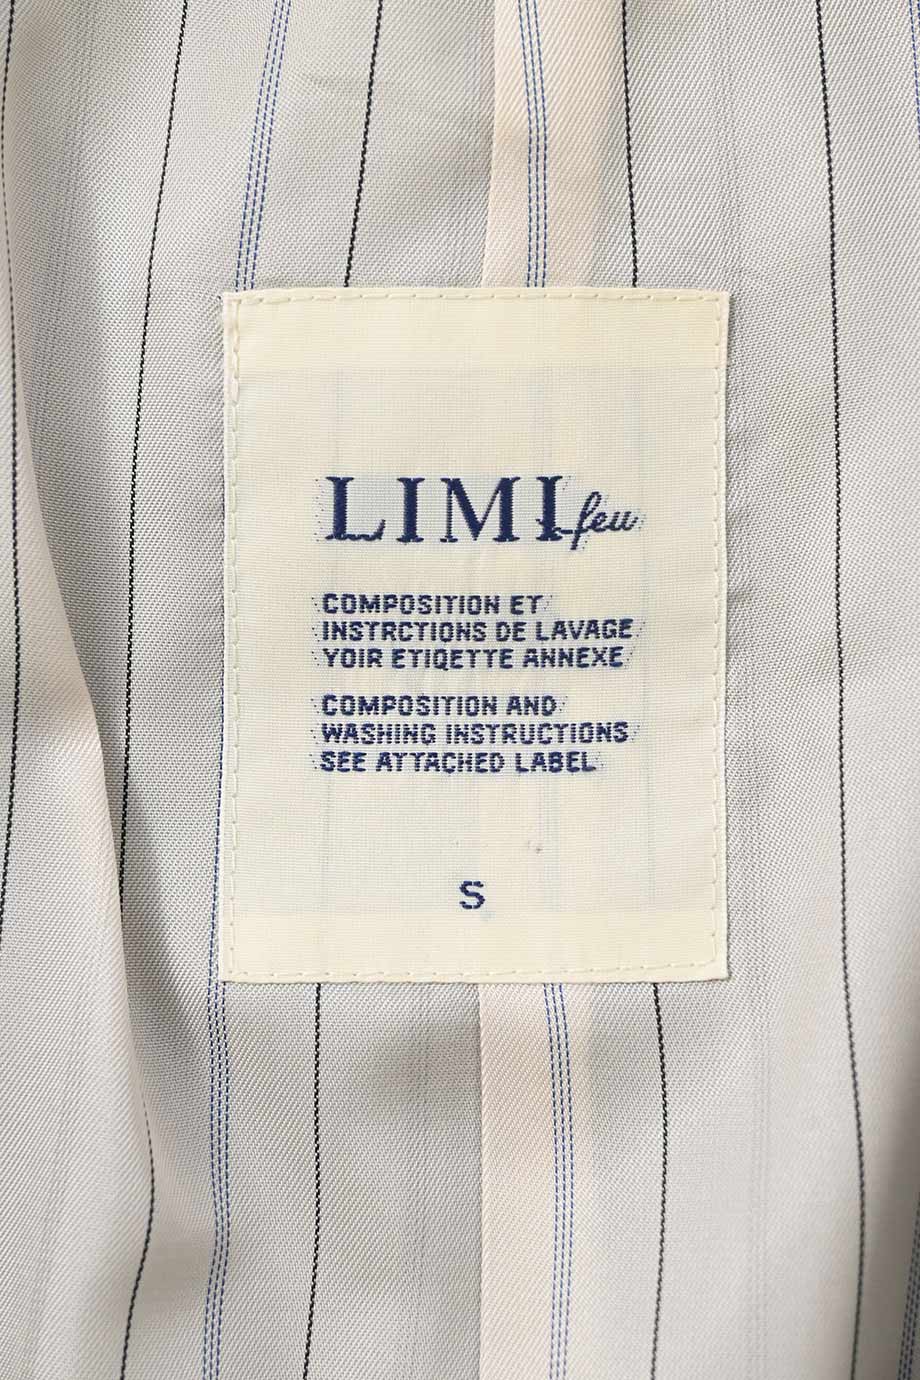 LIMI feu
COMPOSITION ET
INSTRCTIONS DE LAVAGE
YOIR ETIQETTE ANNEXE
COMPOSITION AND
WASHING INSTRUCTIONS
SEE ATTACHED LABEL
S